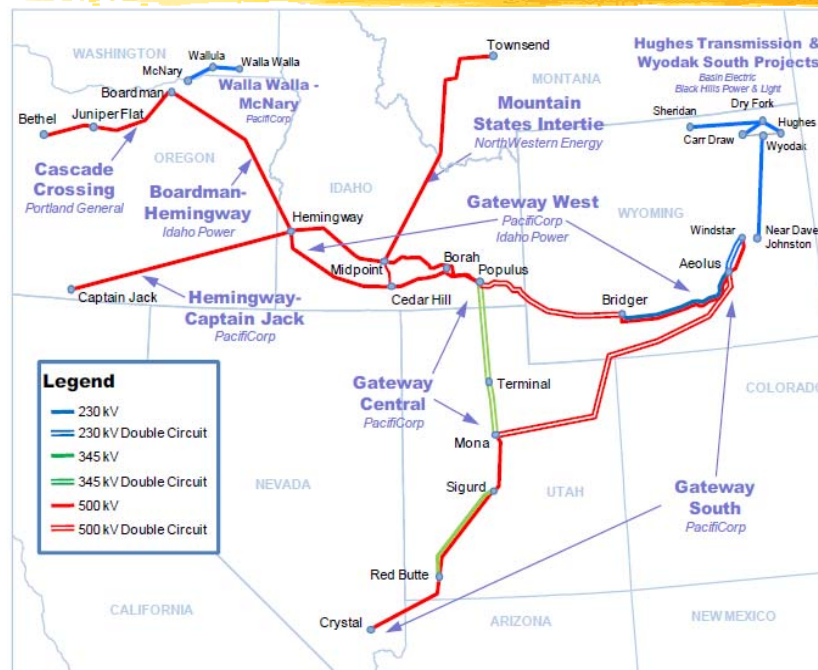 WASHINGTON
Wallula
Walla Walla
McNary
Boardman
Walla Walla -
McNary
PacifiCorp
Bethel
Juniper Flat
Cascade
Crossing
Portland General
OREGON
Boardman-
Hemingway
Idaho Power
Townsend
MONTANA
Mountain
States Intertie
NorthWestern Energy
Hughes Transmission &
Wyodak South Projects
Basin Electric
Black Hills Power & Light
Dry Fork
Sheridan
Hughes
Carr Draw
Wyodak
IDAHO
Hemingway
Gateway West
PacifiCorp
Idaho Power
WYOMING
Windstar
Near Dave
Johnston
Aeolus
Midpoint
Borah
Populus
Cedar Hill
Bridger
Captain Jack
Hemingway-
Captain Jack
PacifiCorp
Legend
230 kV
230 kV Double Circuit
345 kV
345 kV Double Circuit
500 kV
500 kV Double Circuit
Gateway
Central
PacifiCorp
Terminal
COLORADO
Mona
NEVADA
Sigurd
UTAH
Gateway
South
PacifiCorp
Red Butte
CALIFORNIA
Crystal
ARIZONA
NEW MEXICO